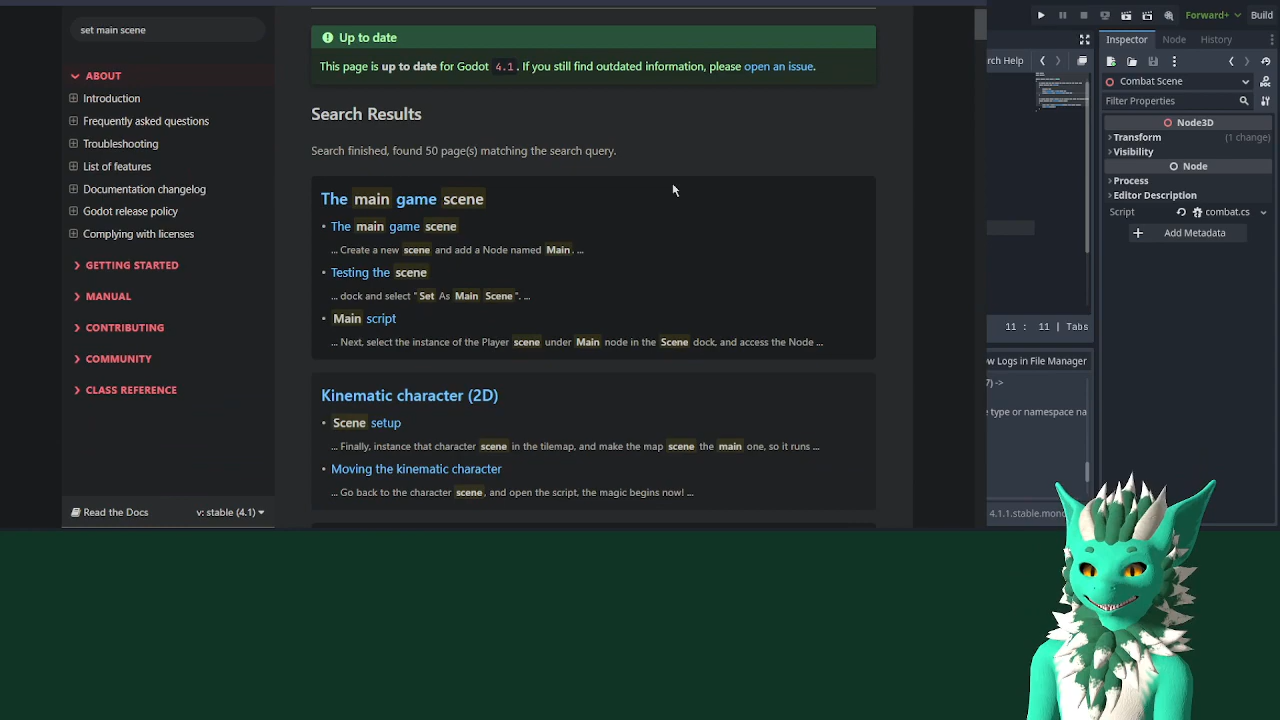 set main scene
ABOUT
Introduction
Frequently asked questions
Troubleshooting
List of features
Documentation changelog
Godot release policy
Complying with licenses
GETTING STARTED
MANUAL
CONTRIBUTING
COMMUNITY
CLASS REFERENCE
Read the Docs
v: stable (4.1)
Up to date
This page is up to date for Godot 4.1. If you still find outdated information, please open an issue.
Search Results
Search finished, found 50 page(s) matching the search query.
The main game scene
The main game scene
... Create a new scene and add a Node named Main. ...
Testing the scene
... dock and select "Set As Main Scene". ...
Main script
... Next, select the instance of the Player scene under Main node in the Scene dock, and access the Node ...
Kinematic character (2D)
Scene setup
... Finally, instance that character scene in the tilemap, and make the map scene the main one, so it runs ...
Moving the kinematic character
... Go back to the character scene, and open the script, the magic begins now! ...
Forward+
Build
rch Help
11 : 11 | Tabs
ow Logs in File Manager
7) ->
e type or namespace na
4.1.1.stable.mono
Inspector
Node
History
Combat Scene
DOC
Filter Properties
Node3D
Transform
(1 change)
Visibility
Node
Process
Editor Description
Script
combat.cs
Add Metadata